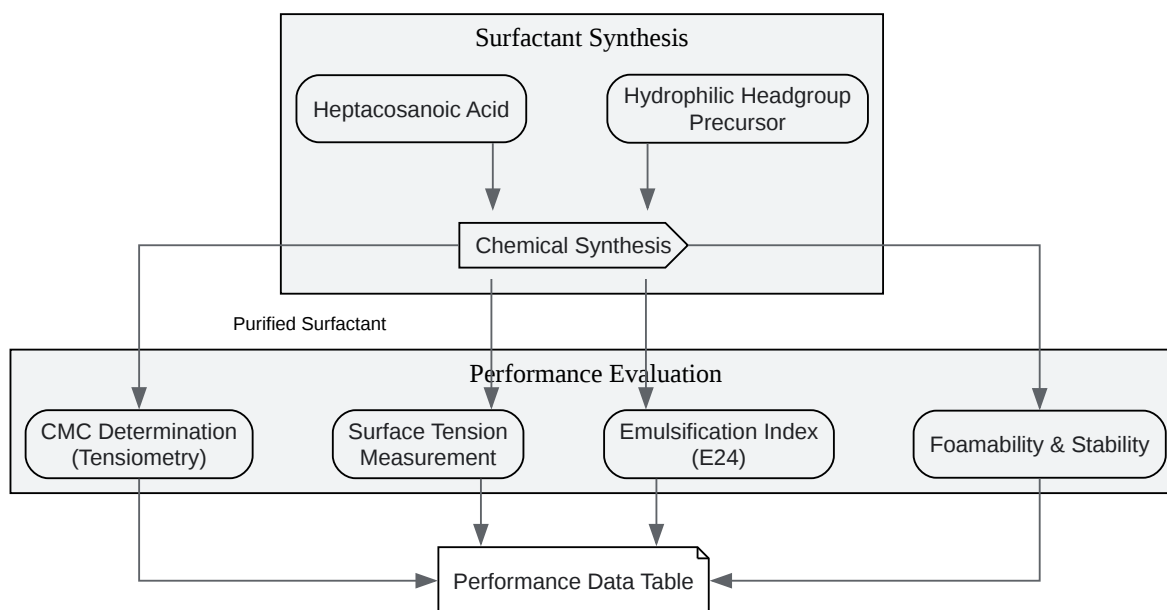 Surfactant Synthesis
Heptacosanoic Acid
Hydrophilic Headgroup
Precursor
Chemical Synthesis
Purified Surfactant
Performance Evaluation
CMC Determination
(Tensiometry)
Surface Tension
Measurement
Emulsification Index
(E24)
Foamability & Stability
Performance Data Table